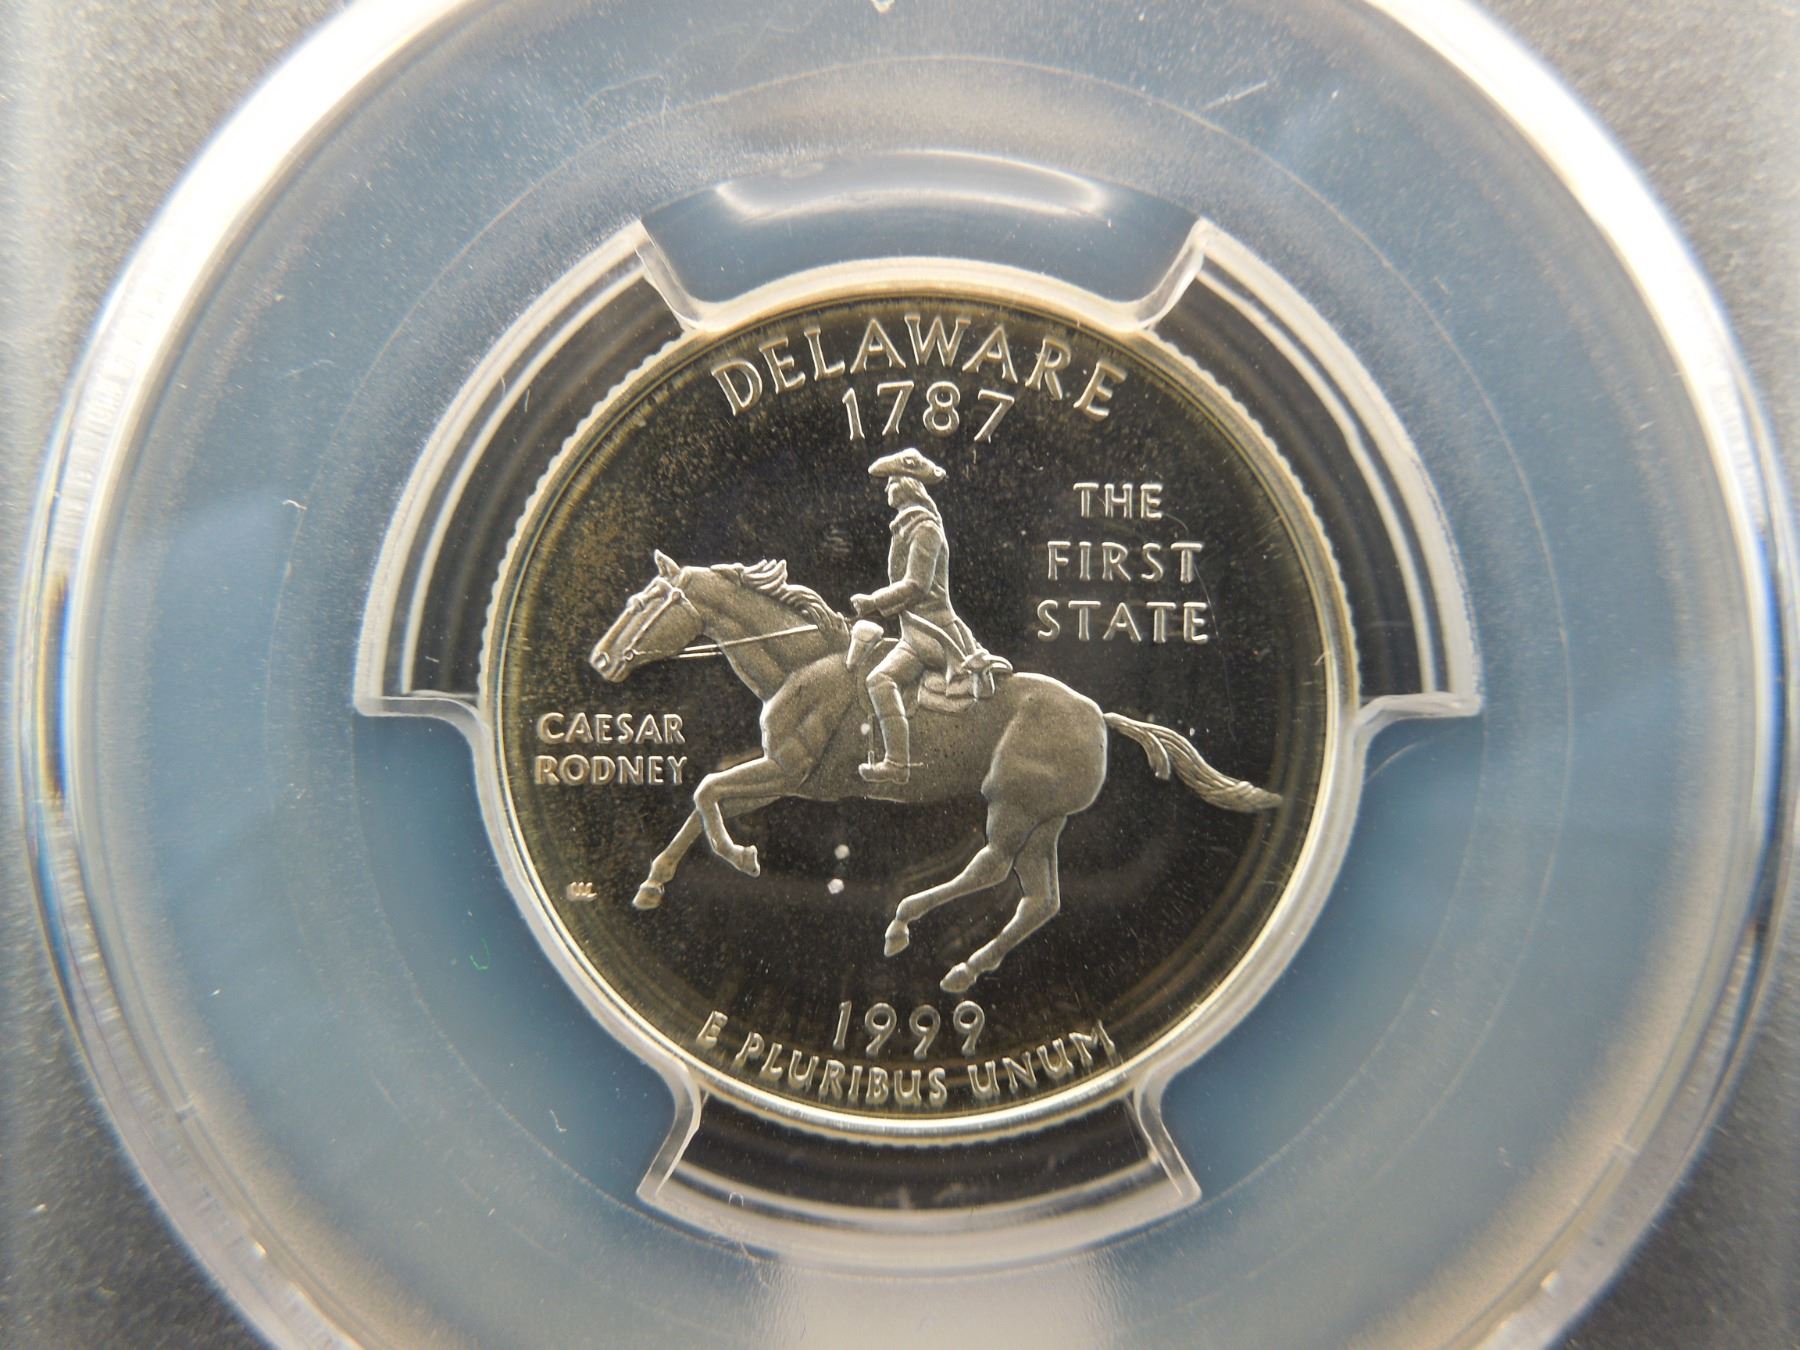 DELAWARE
1787
THE
FIRST
STATE
CAESAR
RODNEY
1999
E PLURIBUS UNUM